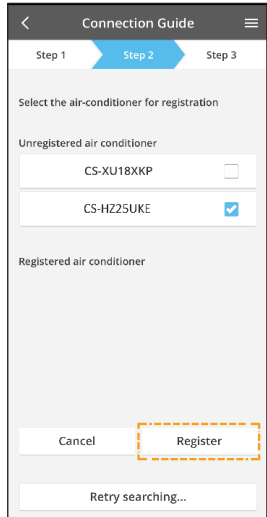 Connection Guide
Step 1 Step 2 Step 3
Select the air-conditioner for registration
Unregistered air conditioner
CS-XU18XKP
CS-HZ25UKE
Registered air conditioner
Cancel Register
Retry searching...